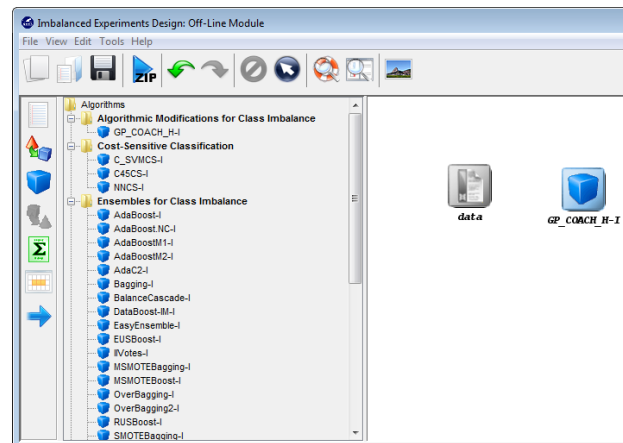 Imbalanced Experiments Design: Off-Line Module
File View Edit Tools Help
ZIP
Algorithms
Algorithmic Modifications for Class Imbalance
GP_COACH_H-I
Cost-Sensitive Classification
C_SVMCS-I
C45CS-I
NNCS-I
Ensembles for Class Imbalance
AdaBoost-I
AdaBoost.NC-I
AdaBoostM1-I
AdaBoostM2-I
AdaC2-I
Bagging-I
BalanceCascade-I
DataBoost-IM-I
EasyEnsemble-I
EUSBoost-I
IIVotes-I
MSMOTEBagging-I
MSMOTEBoost-I
OverBagging-I
OverBagging2-I
RUSBoost-I
SMOTEBagging-I
data
GP_COACH_H-I